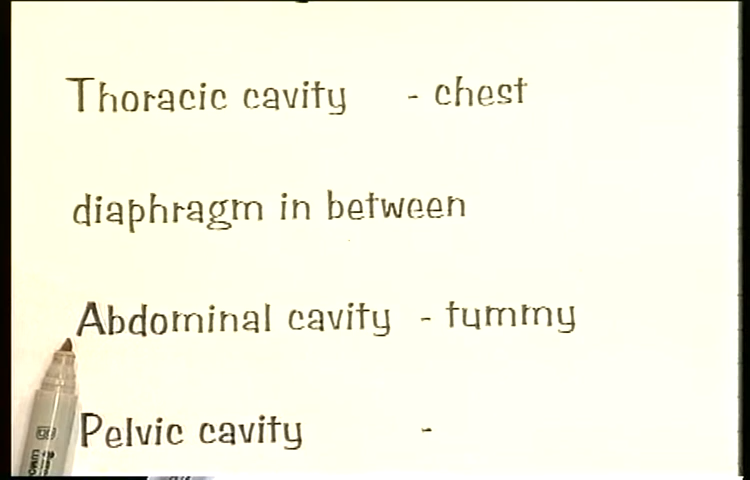 Thoracic cavity - chest
diaphragm in between
Abdominal cavity - tummy
Pelvic cavity -